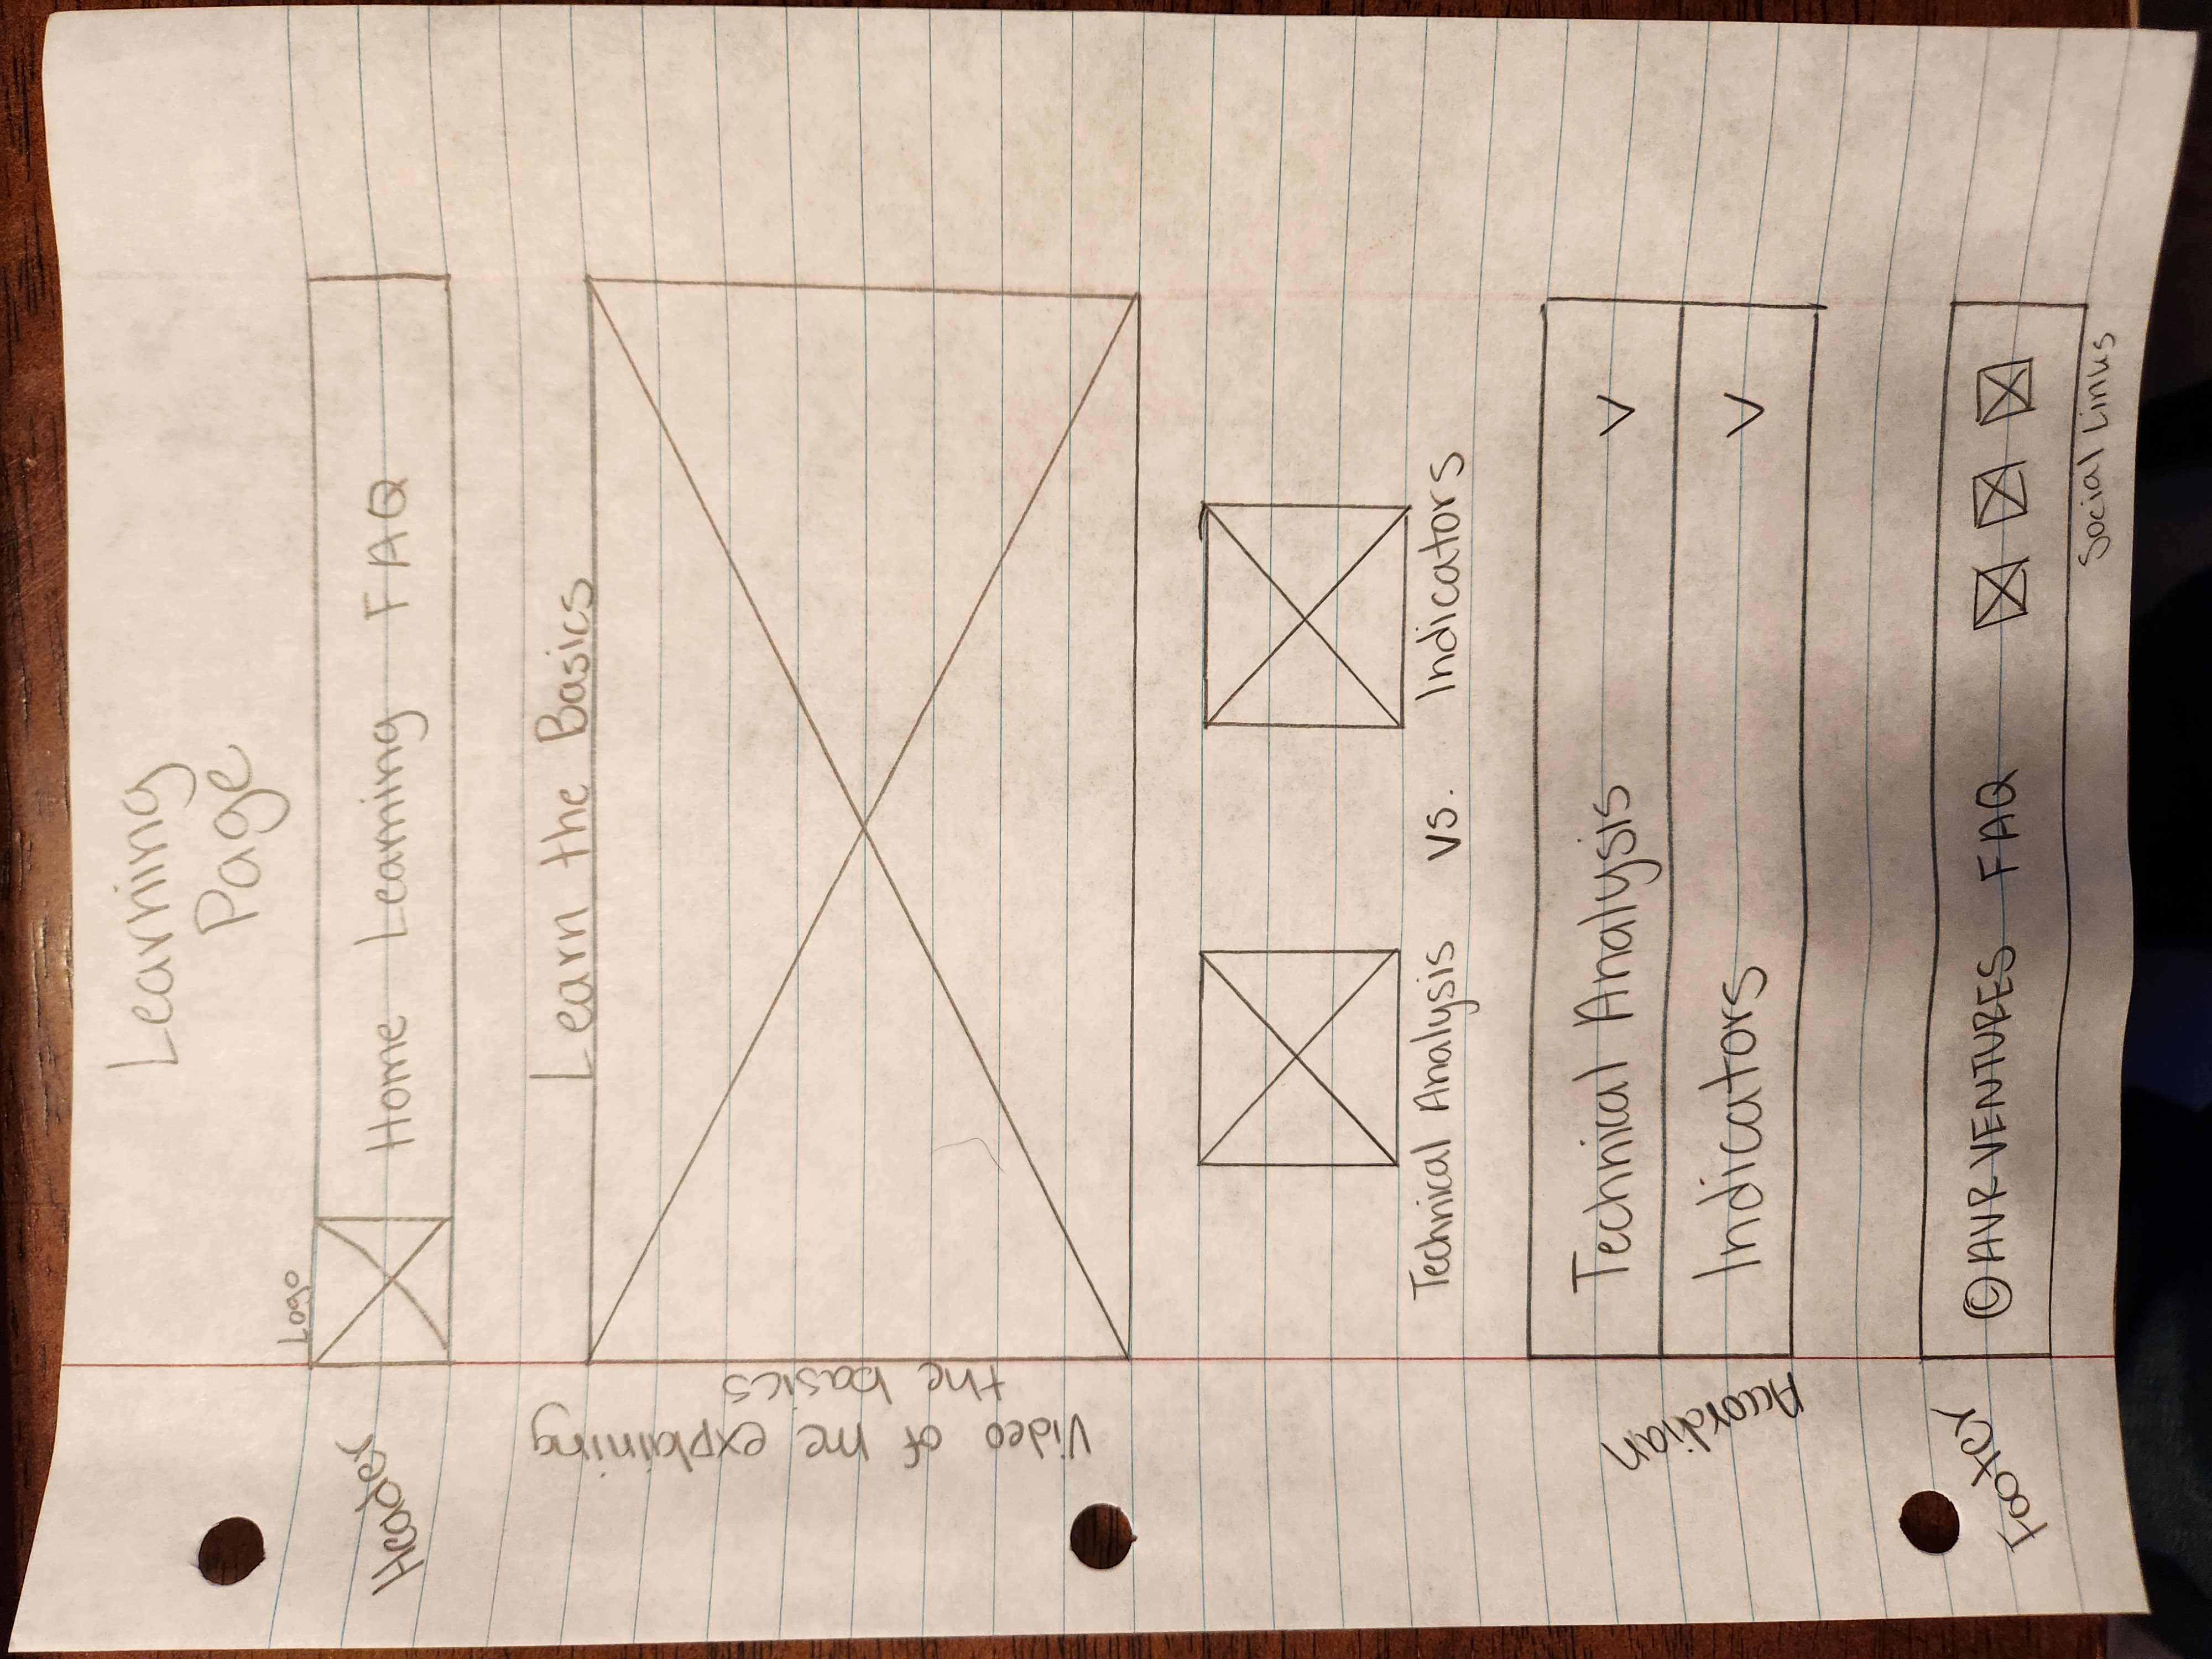 Learning
Page
Logo
Header
Home Learning FAQ
Learn the Basics
Video of me explaining
the basics
Technical Analysis vs. Indicators
Accordian
Technical Analysis V
Indicators V
Footer
© AVR VENTURES FAQ
Social Links